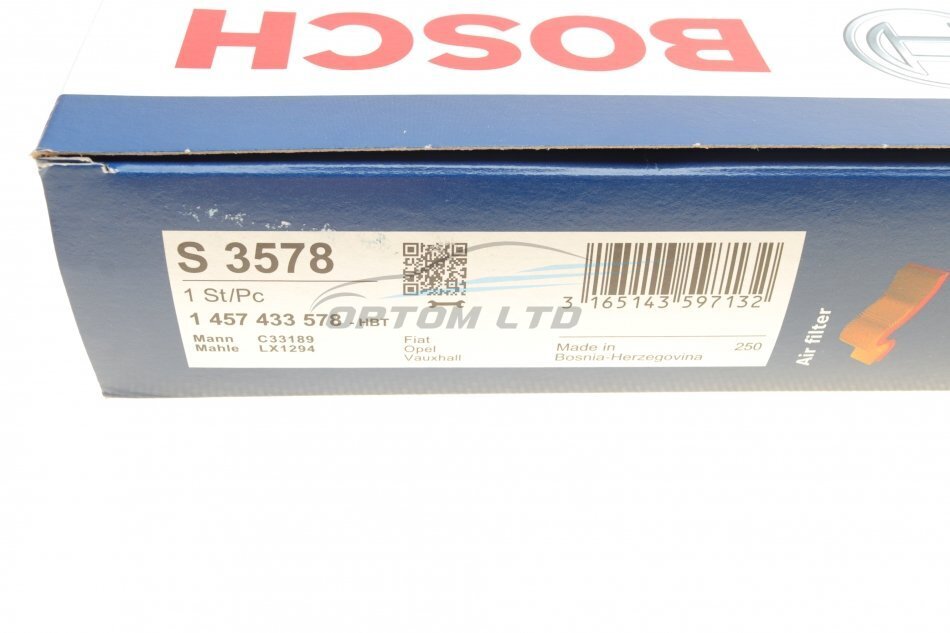 BOSCH
S 3578
1 St/Pc
1 457 433 578 - HBT
Mann C33189
Mahle LX1294
Fiat
Opel
Vauxhall
3 165143 597132
Made in
Bosnia-Herzegovina
250
Air filter
OPTOM LTD